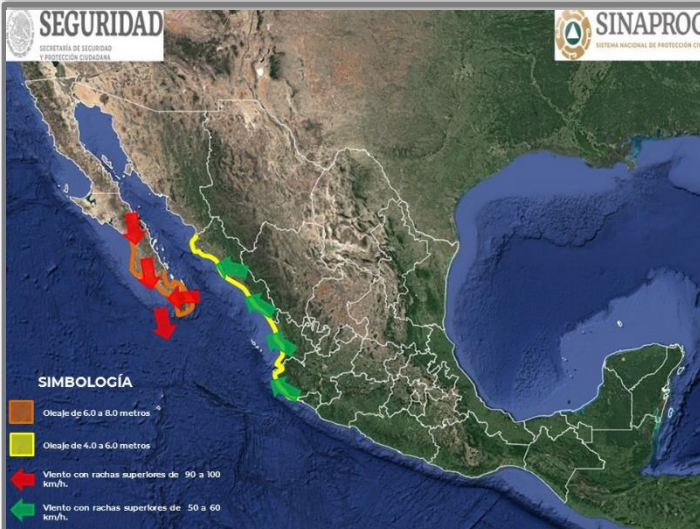 SEGURIDAD
SECRETARÍA DE SEGURIDAD
Y PROTECCIÓN CIUDADANA
SINAPROC
SISTEMA NACIONAL DE PROTECCIÓN
SIMBOLOGÍA
Oleaje de 6.0 a 8.0 metros
Oleaje de 4.0 a 6.0 metros
Viento con rachas superiores de 90 a 100
km/h.
Viento con rachas superiores de 50 a 60
km/h.